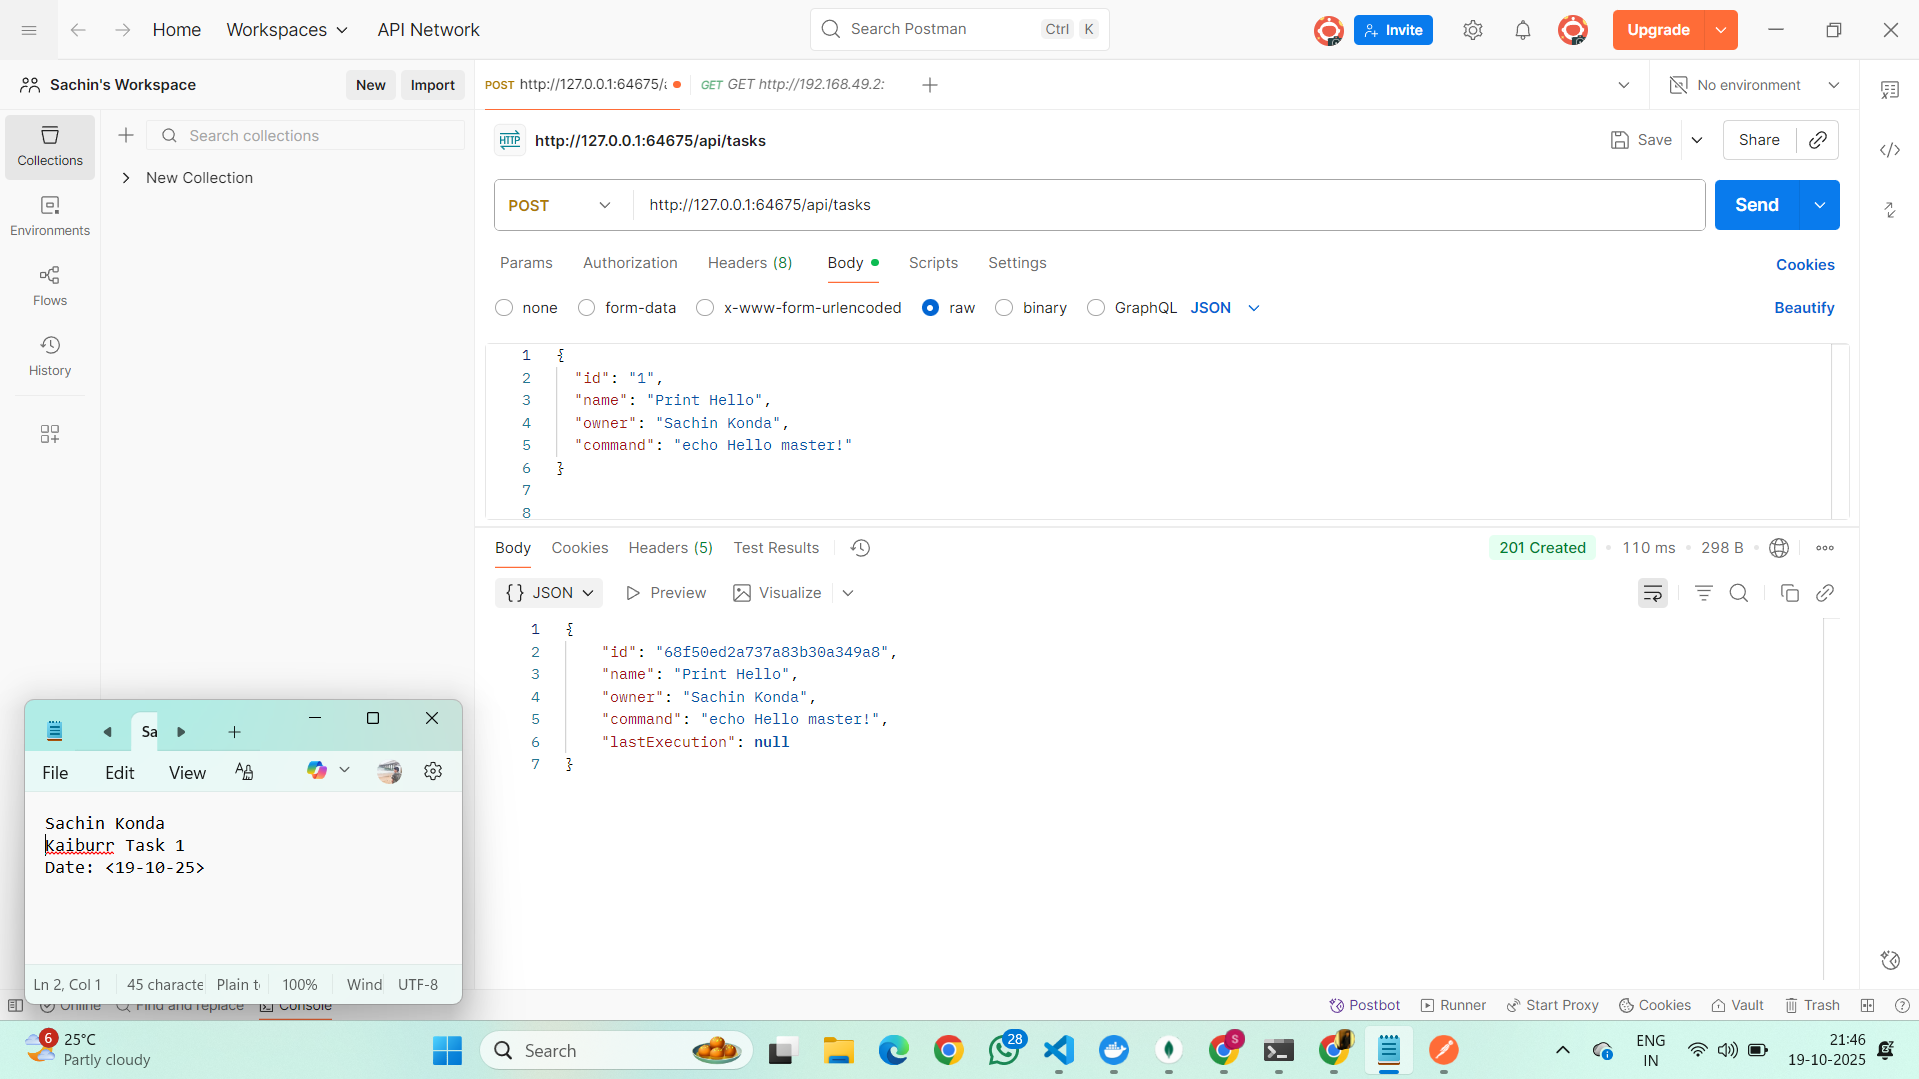 Home
Workspaces
API Network
Search Postman
Ctrl
K
Invite
Upgrade
Sachin's Workspace
New
Import
POST http://127.0.0.1:64675/
GET GET http://192.168.49.2:
No environment
Collections
Environments
Flows
History
Search collections
New Collection
HTTP
http://127.0.0.1:64675/api/tasks
Save
Share
POST
http://127.0.0.1:64675/api/tasks
Send
Params
Authorization
Headers (8)
Body
Scripts
Settings
Cookies
none
form-data
x-www-form-urlencoded
raw
binary
GraphQL
JSON
Beautify
1 {
2 "id": "1",
3 "name": "Print Hello",
4 "owner": "Sachin Konda",
5 "command": "echo Hello master!"
6 }
7
8
Body
Cookies
Headers (5)
Test Results
201 Created
110 ms
298 B
{} JSON
Preview
Visualize
1 {
2 "id": "68f50ed2a737a83b30a349a8",
3 "name": "Print Hello",
4 "owner": "Sachin Konda",
5 "command": "echo Hello master!",
6 "lastExecution": null
7 }
Sa
File
Edit
View
Sachin Konda
Kaiburr Task 1
Date: <19-10-25>
Ln 2, Col 1
45 characte
Plain t
100%
Wind
UTF-8
Online
Find and replace
Console
Postbot
Runner
Start Proxy
Cookies
Vault
Trash
6
25°C
Partly cloudy
Search
28
S
ENG
IN
21:46
19-10-2025